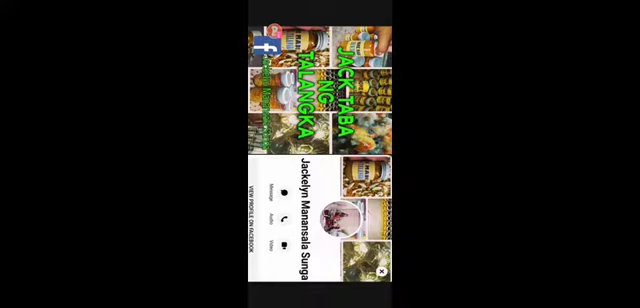 JACK TABA
NG
TALANGKA
Jackelyn Manansala Sunga
Message
Audio
Video
VIEW PROFILE ON FACEBOOK